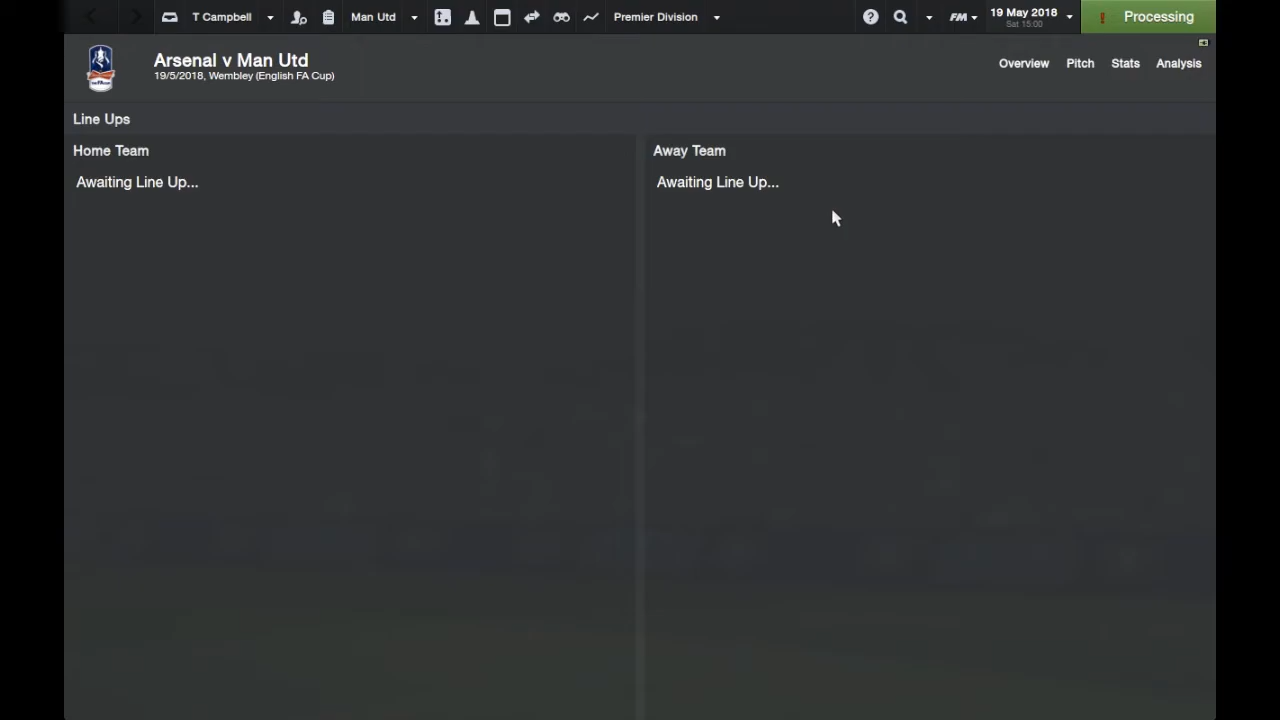 T Campbell
Man Utd
Premier Division
FM
19 May 2018
Sat 15:00
Processing
Arsenal v Man Utd
19/5/2018, Wembley (English FA Cup)
Overview
Pitch
Stats
Analysis
Line Ups
Home Team
Away Team
Awaiting Line Up...
Awaiting Line Up...